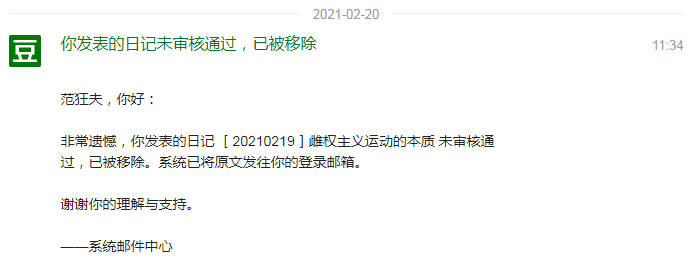 2021-02-20
豆
你发表的日记未审核通过，已被移除
11:34
范狂夫，你好：
非常遗憾，你发表的日记［20210219］雌权主义运动的本质 未审核通
过，已被移除。系统已将原文发往你的登录邮箱。
谢谢你的理解与支持。
——系统邮件中心